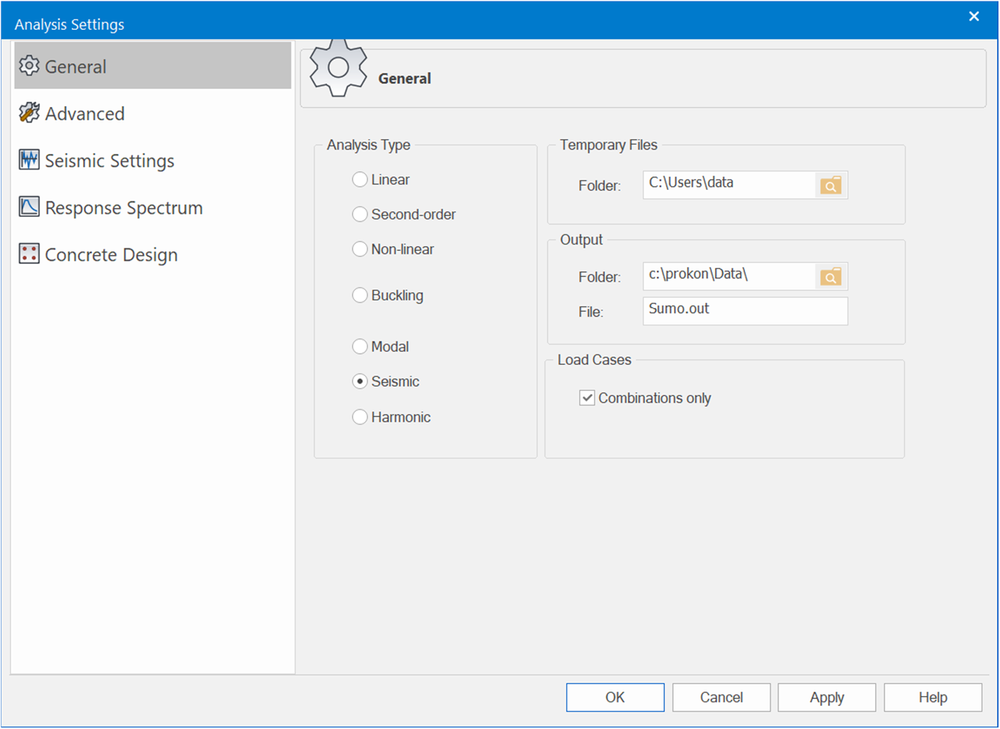 Analysis Settings
General
Advanced
Seismic Settings
Response Spectrum
Concrete Design
General
Analysis Type
Linear
Second-order
Non-linear
Buckling
Modal
Seismic
Harmonic
Temporary Files
Folder: C:\Users\data
Output
Folder: c:\prokon\Data\
File: Sumo.out
Load Cases
Combinations only
OK Cancel Apply Help